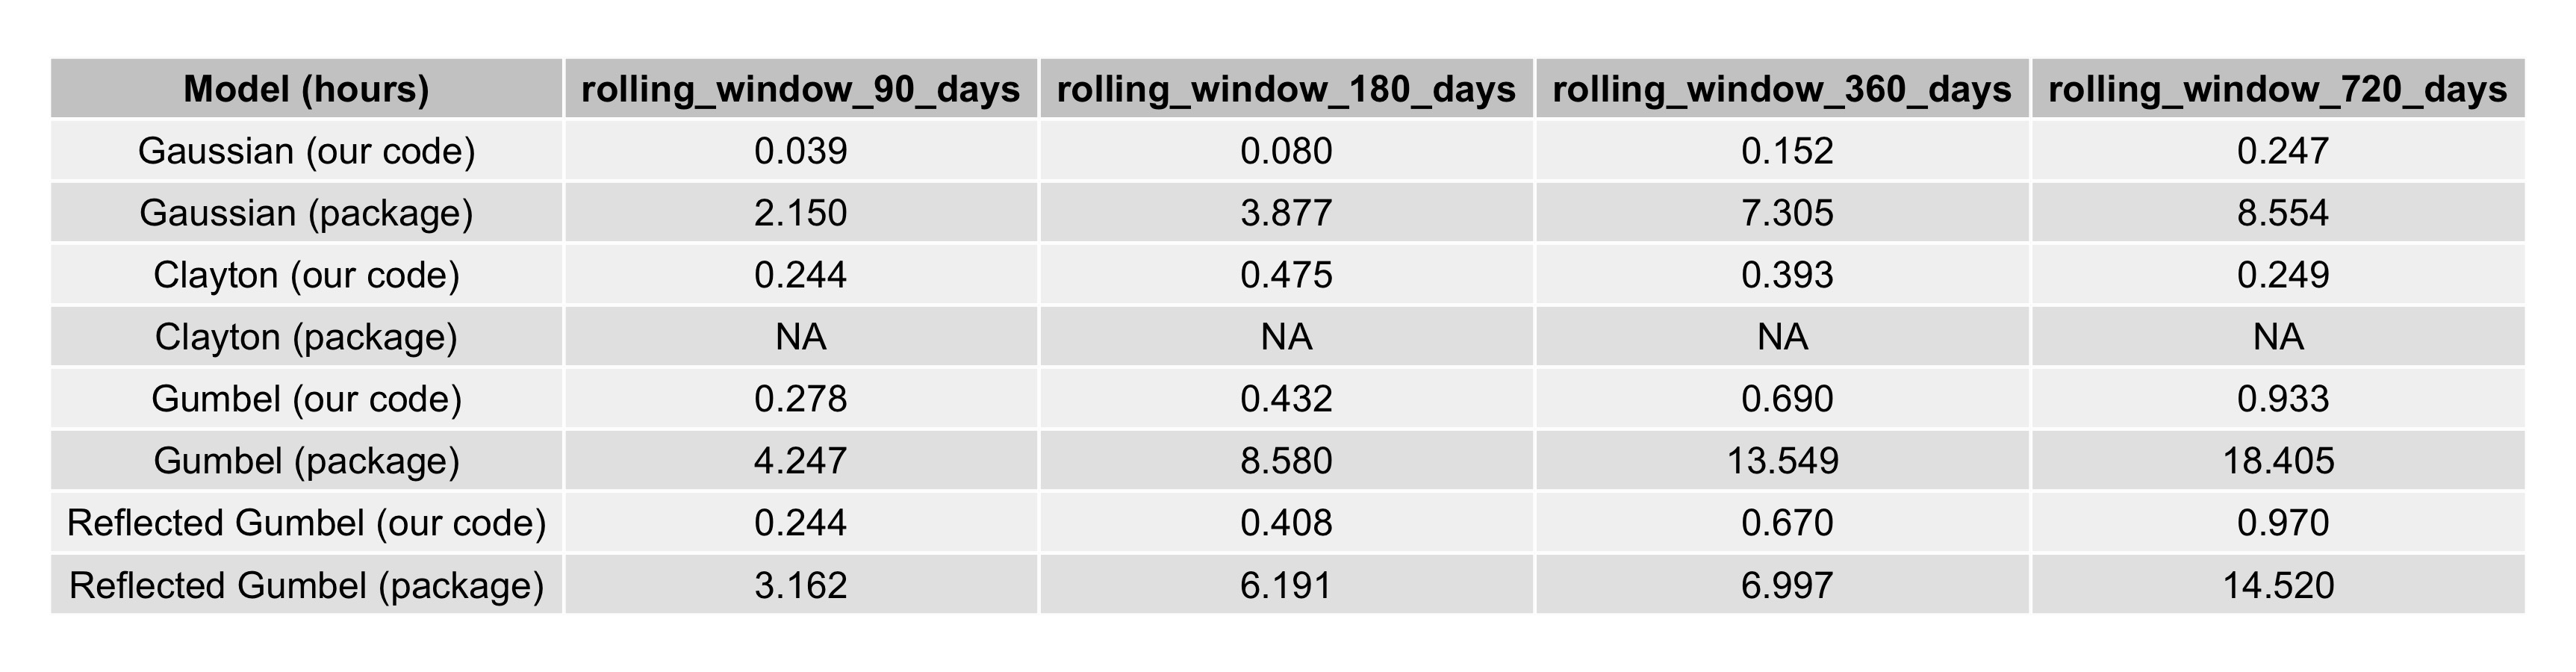 Model (hours) rolling_window_90_days rolling_window_180_days rolling_window_360_days rolling_window_720_days
Gaussian (our code) 0.039 0.080 0.152 0.247
Gaussian (package) 2.150 3.877 7.305 8.554
Clayton (our code) 0.244 0.475 0.393 0.249
Clayton (package) NA NA NA NA
Gumbel (our code) 0.278 0.432 0.690 0.933
Gumbel (package) 4.247 8.580 13.549 18.405
Reflected Gumbel (our code) 0.244 0.408 0.670 0.970
Reflected Gumbel (package) 3.162 6.191 6.997 14.520